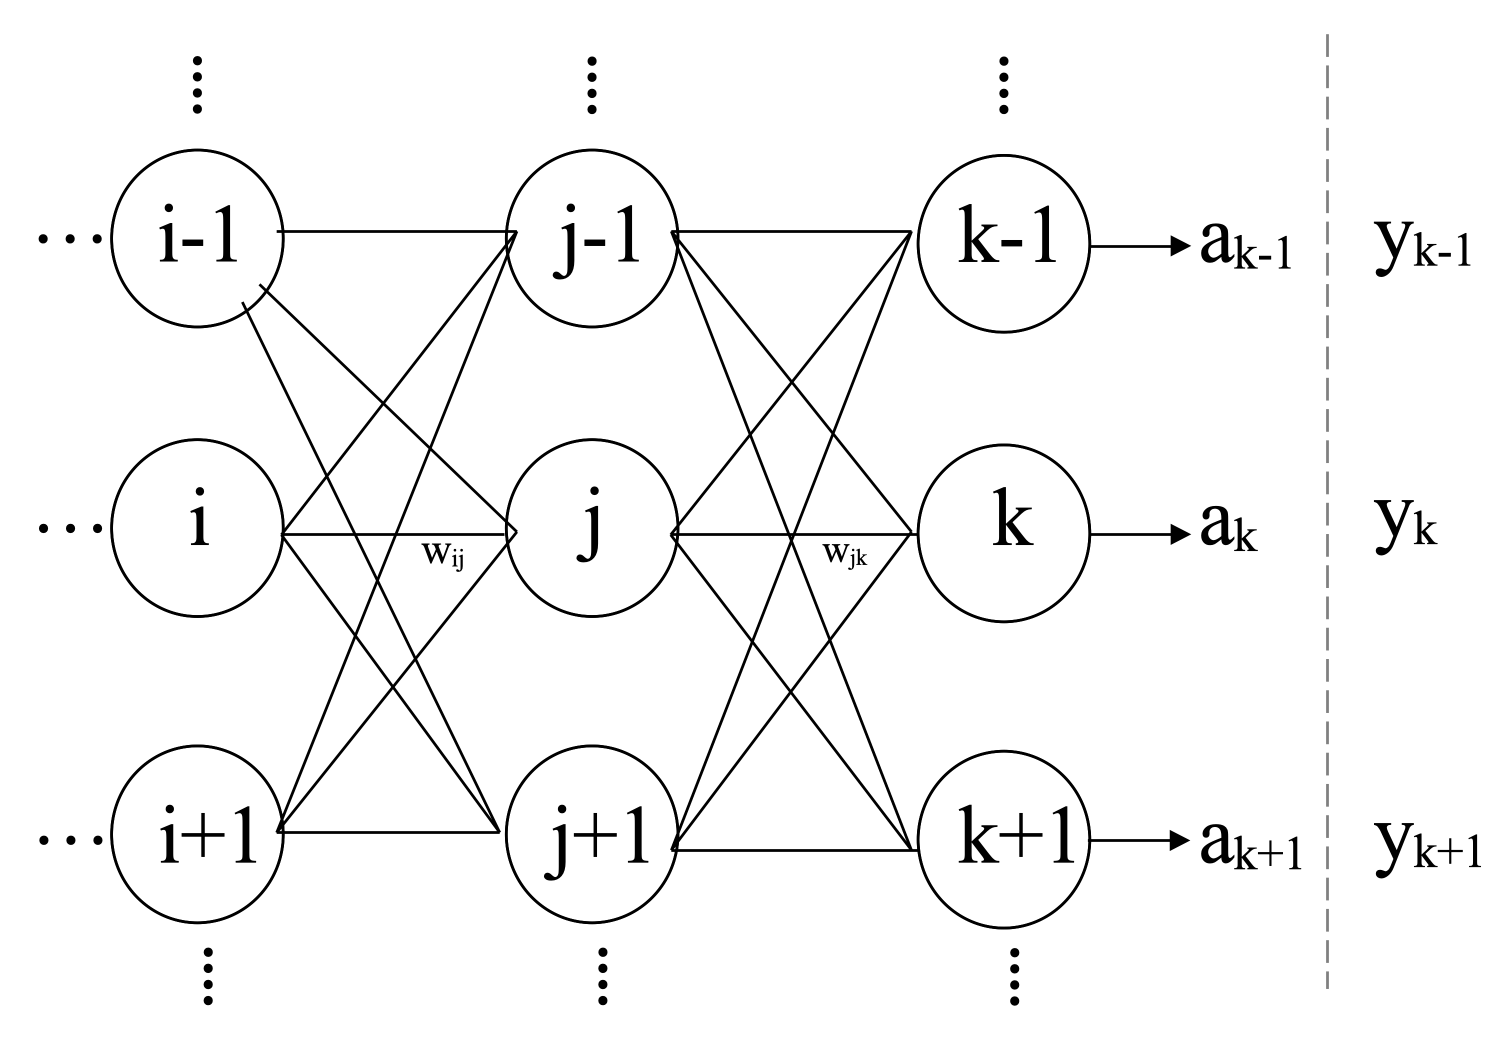 i-1 j-1 k-1 a_{k-1} y_{k-1}
i w_{ij} j w_{jk} k a_k y_k
i+1 j+1 k+1 a_{k+1} y_{k+1}